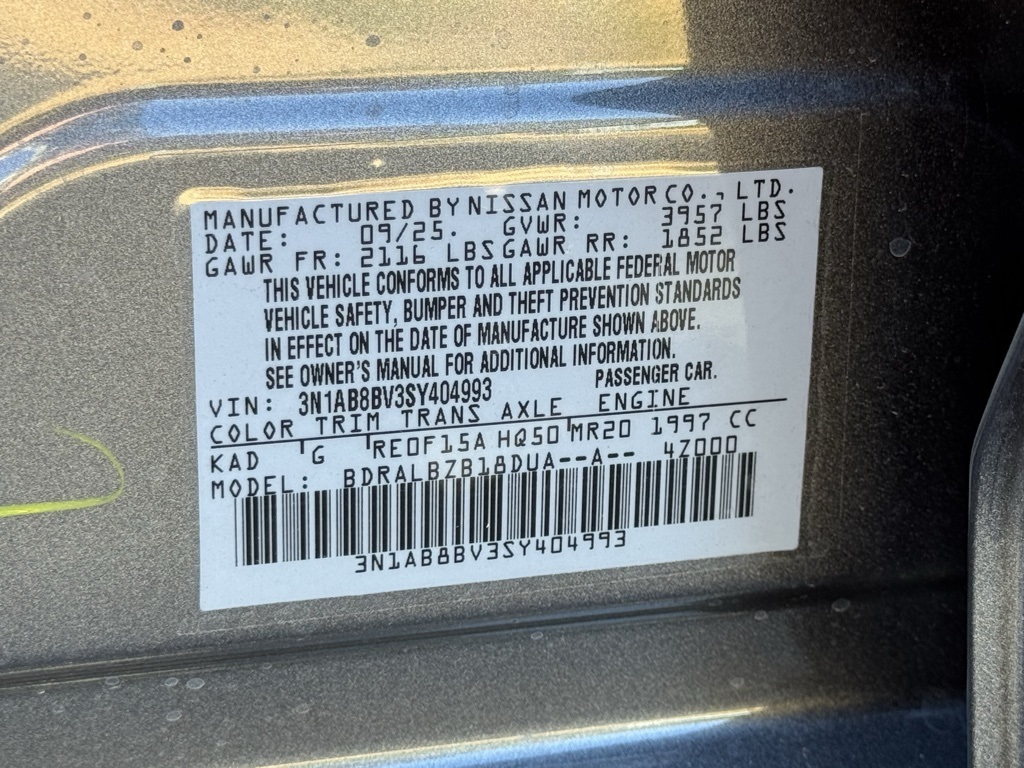 MANUFACTURED BY NISSAN MOTOR CO., LTD.
DATE: 09/25. GVWR: 3957 LBS
GAWR FR: 2116 LBS GAWR RR: 1852 LBS
THIS VEHICLE CONFORMS TO ALL APPLICABLE FEDERAL MOTOR
VEHICLE SAFETY, BUMPER AND THEFT PREVENTION STANDARDS
IN EFFECT ON THE DATE OF MANUFACTURE SHOWN ABOVE.
SEE OWNER'S MANUAL FOR ADDITIONAL INFORMATION.
VIN: 3N1AB8BV3SY404993 PASSENGER CAR.
COLOR TRIM TRANS AXLE ENGINE
KAD G RE0F15A HQ50 MR20 1997 CC
MODEL: BDRALBZB18DUA--A-- 4Z000
3N1AB8BV3SY404993